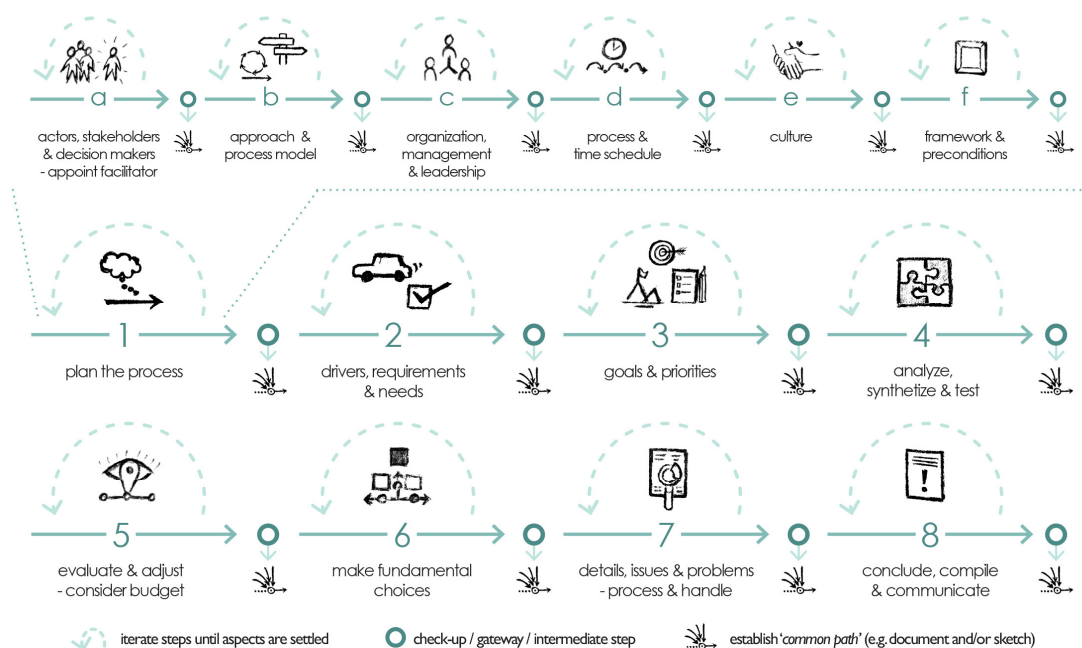 a
b
c
d
e
f
actors, stakeholders
& decision makers
- appoint facilitator
approach &
process model
organization,
management
& leadership
process &
time schedule
culture
framework &
preconditions
1
2
3
4
plan the process
drivers, requirements
& needs
goals & priorities
analyze,
synthetize & test
5
6
7
8
evaluate & adjust
- consider budget
make fundamental
choices
details, issues & problems
- process & handle
conclude, compile
& communicate
iterate steps until aspects are settled
check-up / gateway / intermediate step
establish 'common path' (e.g. document and/or sketch)